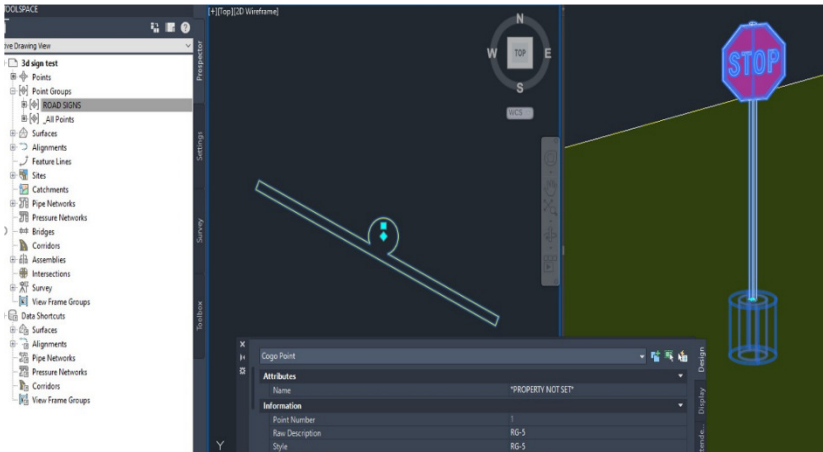 TOOLSPACE
[+][Top][2D Wireframe]
ive Drawing View
3d sign test
Points
Point Groups
ROAD SIGNS
_All Points
Surfaces
Alignments
Feature Lines
Sites
Catchments
Pipe Networks
Pressure Networks
Bridges
Corridors
Assemblies
Intersections
Survey
View Frame Groups
Data Shortcuts
Surfaces
Alignments
Pipe Networks
Pressure Networks
Corridors
View Frame Groups
Prospector
Settings
Survey
Toolbox
N
W TOP E
S
WCS
Y
STOP
Cogo Point
Attributes
Name *PROPERTY NOT SET*
Information
Point Number 1
Raw Description RG-5
Style RG-5
Design
Display
xtende...